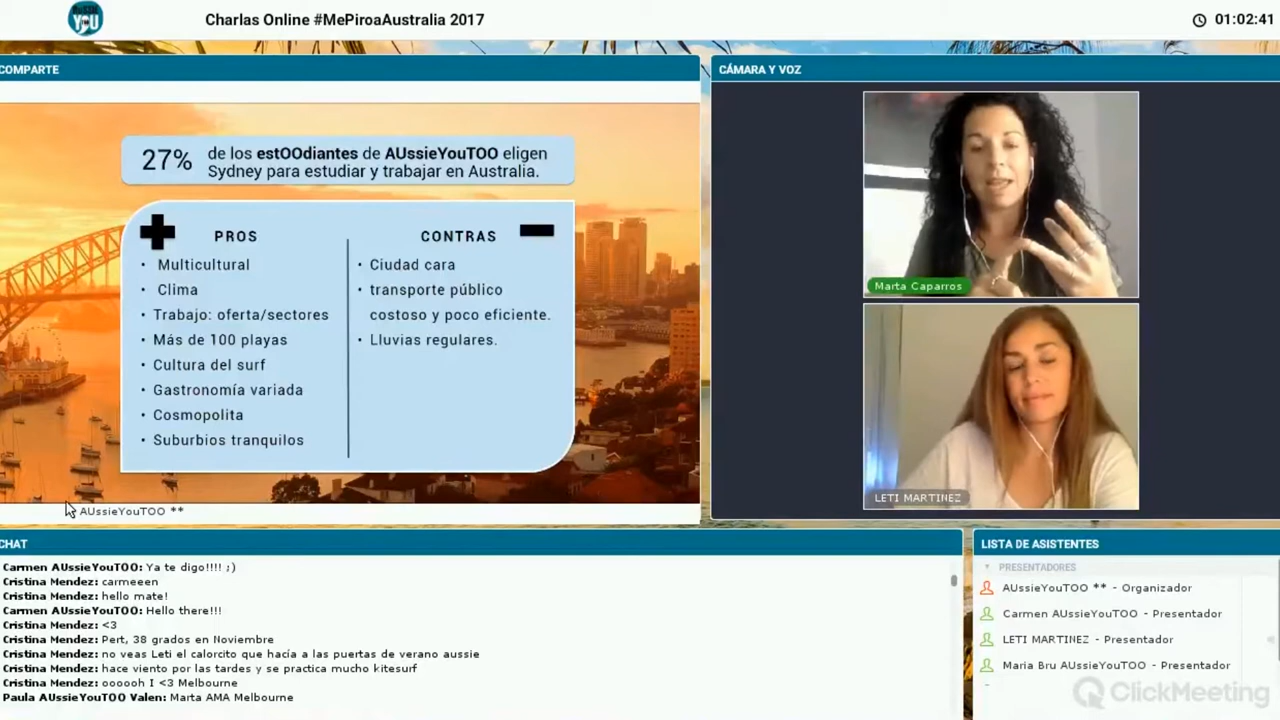 AUSSIE
YOU
Charlas Online #MePiroaAustralia 2017
01:02:41
COMPARTE
CÁMARA Y VOZ
27%
de los estOOdiantes de AUssieYouTOO eligen
Sydney para estudiar y trabajar en Australia.
PROS
• Multicultural
• Clima
• Trabajo: oferta/sectores
• Más de 100 playas
• Cultura del surf
• Gastronomía variada
• Cosmopolita
• Suburbios tranquilos
CONTRAS
• Ciudad cara
• transporte público
costoso y poco eficiente.
• Lluvias regulares.
Marta Caparros
LETI MARTINEZ
AUssieYouTOO **
CHAT
Carmen AUssieYouTOO: Ya te digo!!!! ;)
Cristina Mendez: carmeeen
Cristina Mendez: hello mate!
Carmen AUssieYouTOO: Hello there!!!
Cristina Mendez: <3
Cristina Mendez: Pert, 38 grados en Noviembre
Cristina Mendez: no veas Leti el calorcito que hacía a las puertas de verano aussie
Cristina Mendez: hace viento por las tardes y se practica mucho kitesurf
Cristina Mendez: oooooh I <3 Melbourne
Paula AUssieYouTOO Valen: Marta AMA Melbourne
LISTA DE ASISTENTES
PRESENTADORES
AUssieYouTOO ** - Organizador
Carmen AUssieYouTOO - Presentador
LETI MARTINEZ - Presentador
Maria Bru AUssieYouTOO - Presentador
ClickMeeting